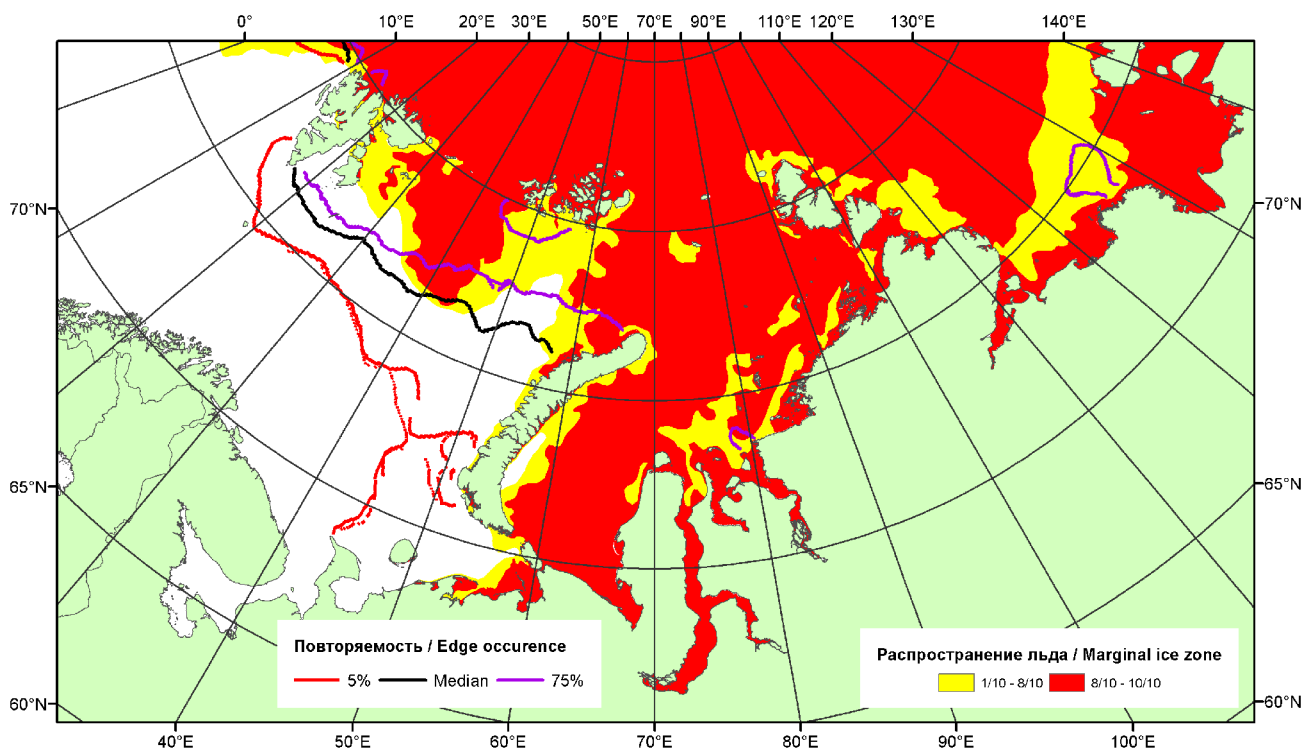 0° 10°E 20°E 30°E 50°E 70°E 90°E 110°E 120°E 130°E 140°E
70°N 70°N
65°N 65°N
60°N 60°N
Повторяемость / Edge occurence
5% Median 75%
Распространение льда / Marginal ice zone
1/10 - 8/10 8/10 - 10/10
40°E 50°E 60°E 70°E 80°E 90°E 100°E